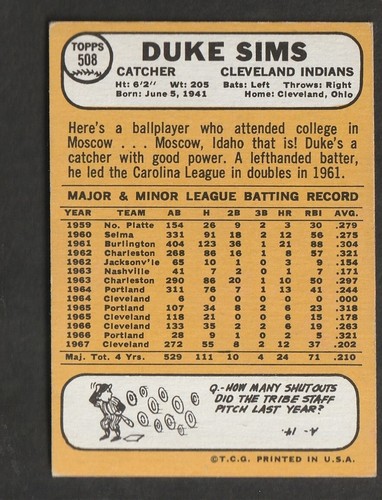 TOPPS
508
DUKE SIMS
CATCHER CLEVELAND INDIANS
Ht: 6'2" Wt: 205 Bats: Left Throws: Right
Born: June 5, 1941 Home: Cleveland, Ohio
Here's a ballplayer who attended college in
Moscow . . . Moscow, Idaho that is! Duke's a
catcher with good power. A lefthanded batter,
he led the Carolina League in doubles in 1961.
MAJOR & MINOR LEAGUE BATTING RECORD
YEAR TEAM AB H 2B 3B HR RBI AVG.
1959 No. Platte 154 26 9 2 3 30 .279
1960 Selma 331 91 18 2 12 56 .275
1961 Burlington 404 123 36 1 21 88 .304
1962 Charleston 268 86 16 1 8 57 .321
1962 Jacksonv'le 65 10 1 0 3 9 .154
1963 Nashville 41 7 2 0 1 7 .171
1963 Charleston 290 86 20 1 10 50 .297
1964 Portland 311 76 7 1 13 41 .244
1964 Cleveland 6 0 0 0 0 0 .000
1965 Portland 107 34 8 2 6 23 .318
1965 Cleveland 118 21 0 0 6 15 .178
1966 Cleveland 133 35 2 2 6 19 .263
1966 Portland 28 9 1 0 2 5 .321
1967 Cleveland 272 55 8 2 12 37 .202
Maj. Tot. 4 Yrs. 529 111 10 4 24 71 .210
Q.- HOW MANY SHUTOUTS
DID THE TRIBE STAFF
PITCH LAST YEAR?
A- 14.
©T.C.G. PRINTED IN U.S.A.